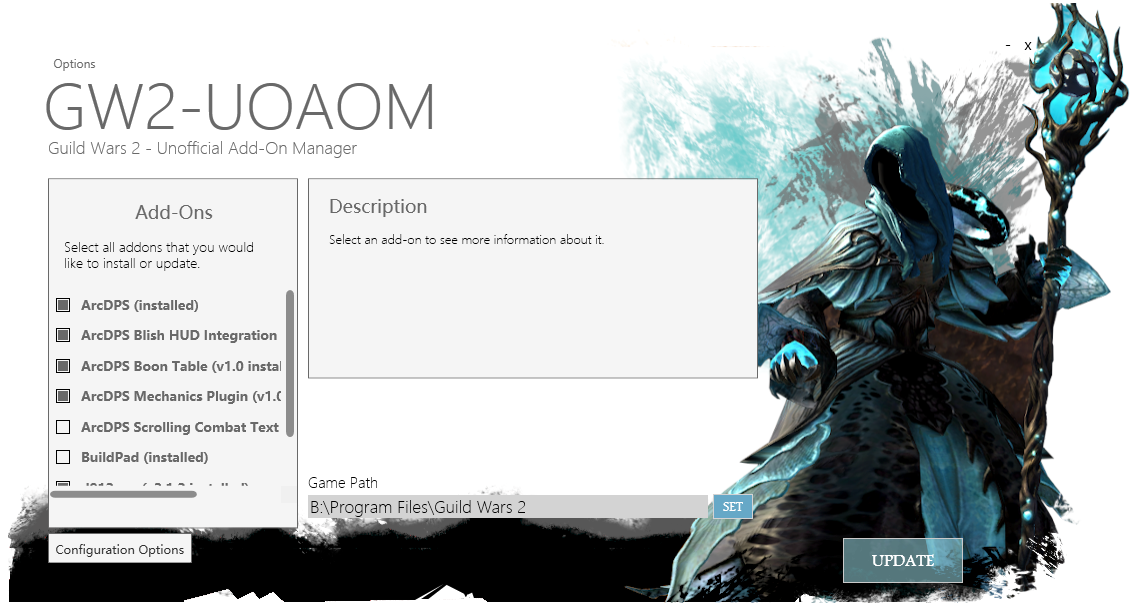 - x
Options
GW2-UOAOM
Guild Wars 2 - Unofficial Add-On Manager
Add-Ons
Select all addons that you would
like to install or update.
ArcDPS (installed)
ArcDPS Blish HUD Integration
ArcDPS Boon Table (v1.0 instal
ArcDPS Mechanics Plugin (v1.0
ArcDPS Scrolling Combat Text
BuildPad (installed)
Description
Select an add-on to see more information about it.
Game Path
B:\Program Files\Guild Wars 2
SET
Configuration Options
UPDATE